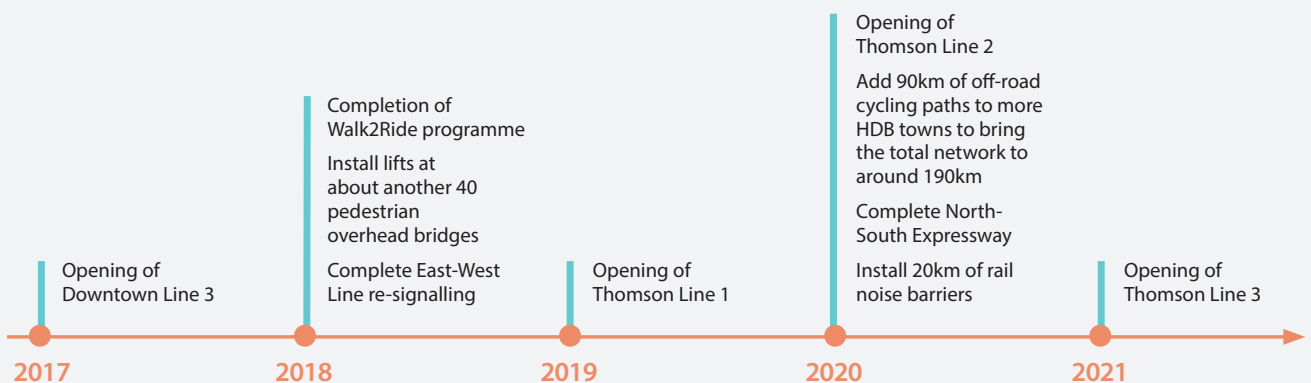 Opening of
Downtown Line 3
2017
Completion of
Walk2Ride programme
Install lifts at
about another 40
pedestrian
overhead bridges
Complete East-West
Line re-signalling
2018
Opening of
Thomson Line 1
2019
Opening of
Thomson Line 2
Add 90km of off-road
cycling paths to more
HDB towns to bring
the total network to
around 190km
Complete North-
South Expressway
Install 20km of rail
noise barriers
2020
Opening of
Thomson Line 3
2021